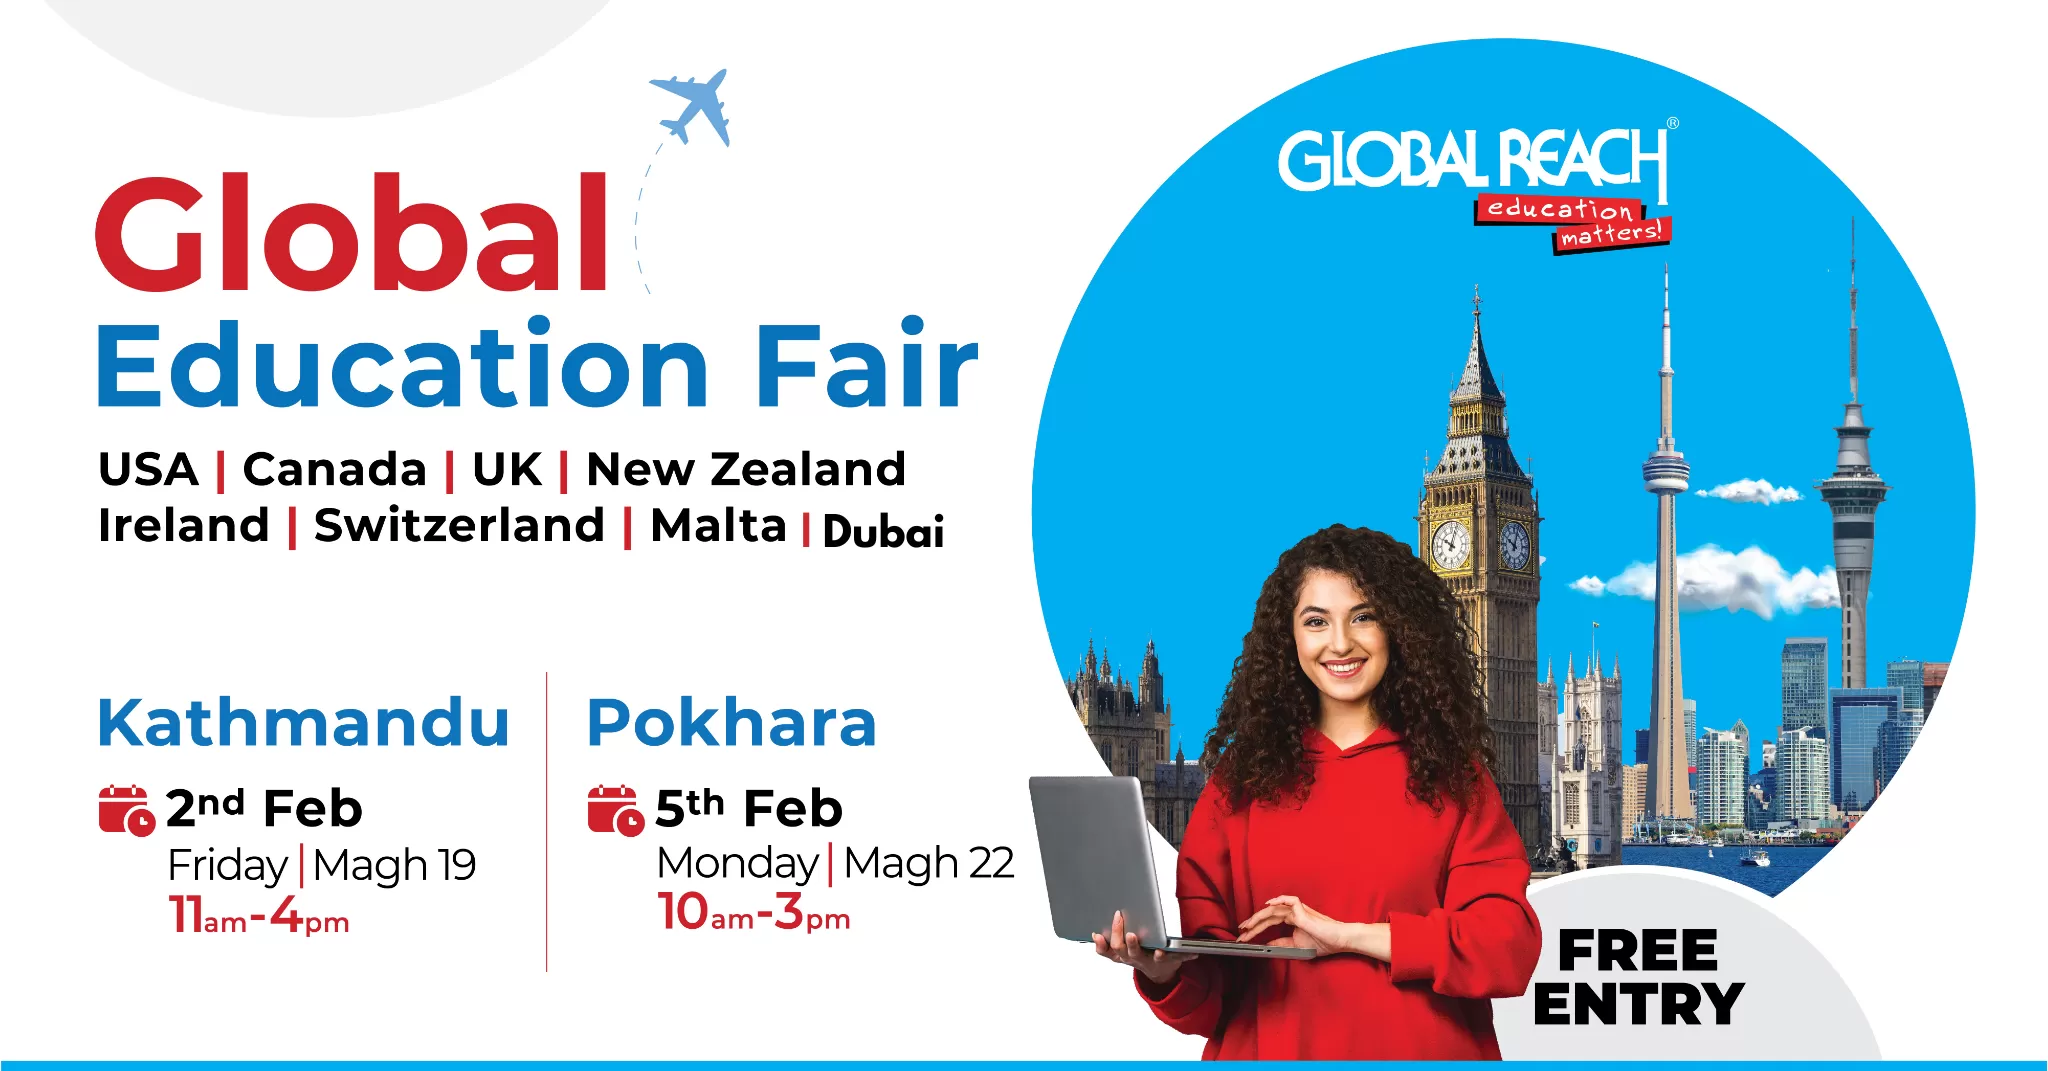 Global
Education Fair
USA | Canada | UK | New Zealand
Ireland | Switzerland | Malta | Dubai
Kathmandu
2nd Feb
Friday | Magh 19
11am-4pm
Pokhara
5th Feb
Monday | Magh 22
10am-3pm
GLOBAL REACH®
education
matters!
FREE
ENTRY